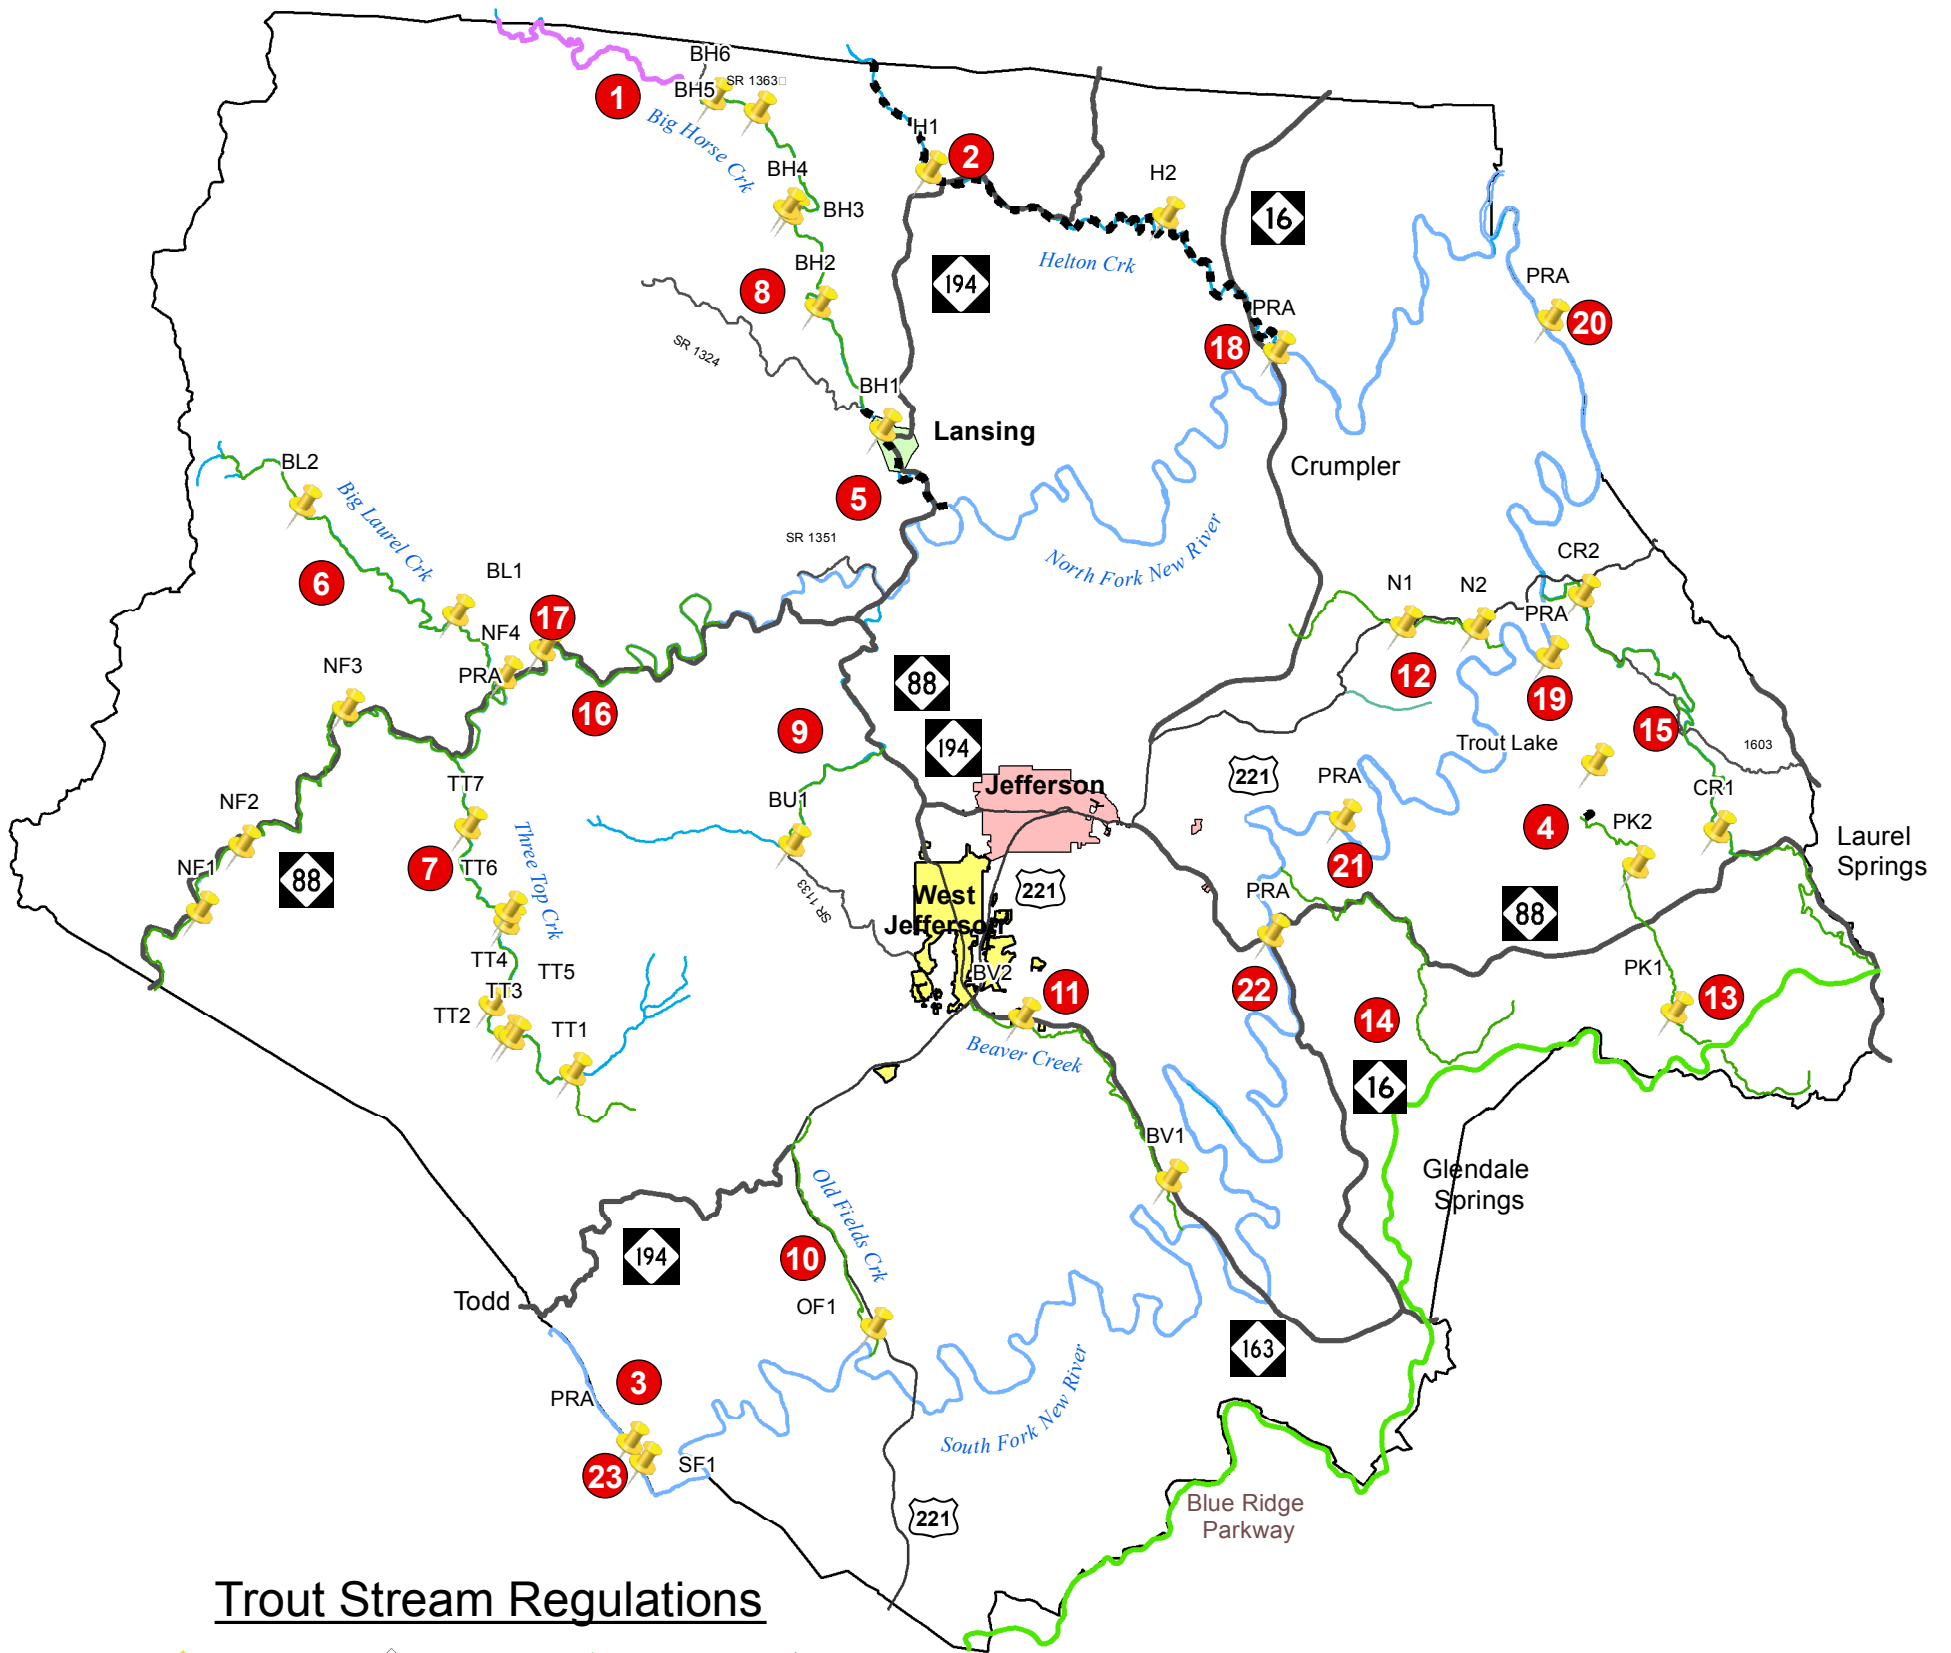 BH6
SR 1363
BH5
1
Big Horse Crk
H1
2
BH4
H2
BH3
16
BH2
Helton Crk
194
8
PRA
20
PRA
18
SR 1324
BH1
Lansing
Crumpler
BL2
5
Big Laurel Crk
SR 1351
North Fork New River
CR2
6
BL1
N1
N2
PRA
17
NF4
NF3
PRA
12
88
19
16
9
15
194
Trout Lake
1603
221
PRA
Jefferson
TT7
BU1
CR1
NF2
4
PK2
Three Top Crk
Laurel
Springs
7
TT6
21
NF1
88
SR 1133
West
Jefferson
221
PRA
88
TT4
TT5
BV2
PK1
TT3
11
22
13
TT2
TT1
14
Beaver Creek
16
BV1
Glendale
Springs
Old Fields Crk
194
10
Todd
OF1
163
3
PRA
South Fork New River
SF1
23
Blue Ridge
Parkway
221
Trout Stream Regulations